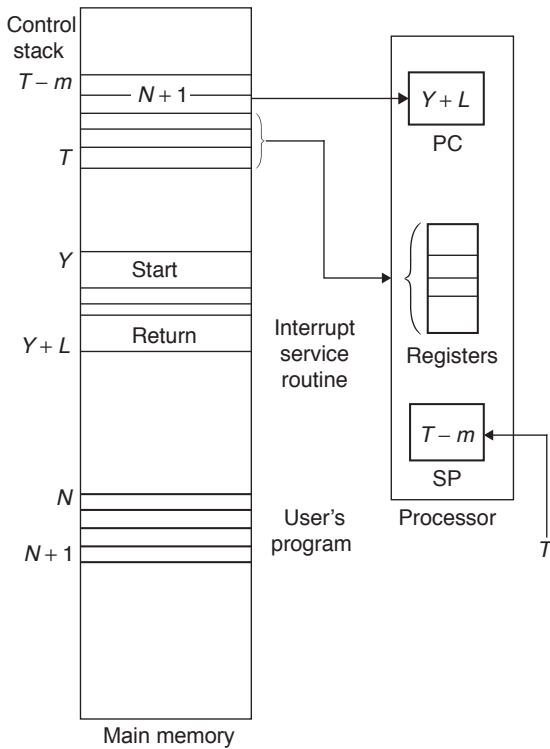 Control
stack
T – m
N + 1
T
Y
Start
Return
Y + L
Interrupt
service
routine
N
User's
program
N + 1
Main memory
Y + L
PC
Registers
T – m
SP
Processor
T